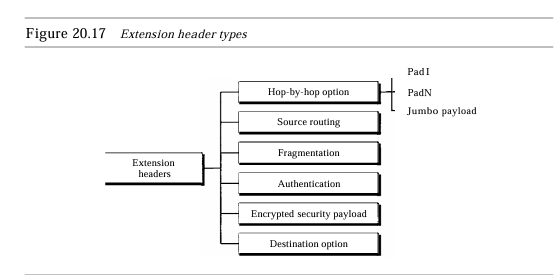 Figure 20.17 Extension header types
Pad I
Hop-by-hop option
PadN
Jumbo payload
Source routing
Fragmentation
Extension
headers
Authentication
Encrypted security payload
Destination option